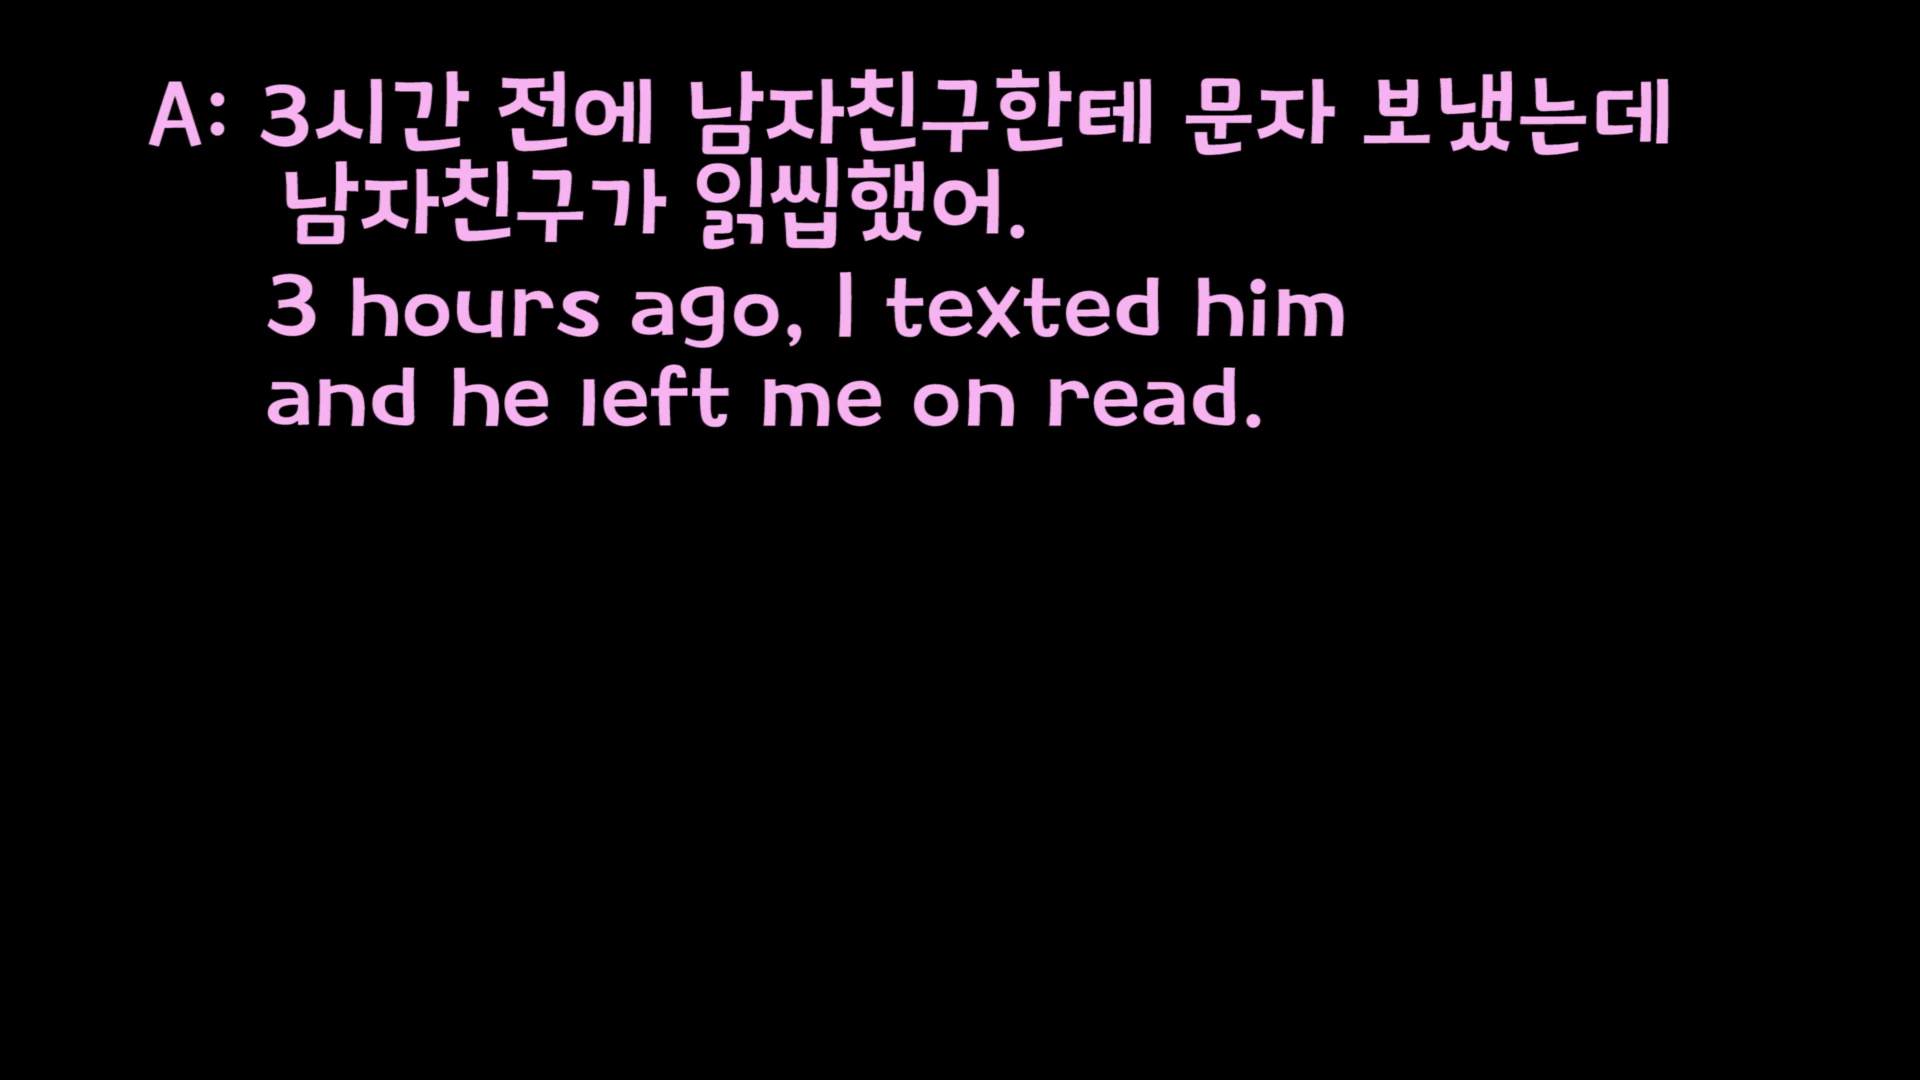 A: 3시간 전에 남자친구한테 문자 보냈는데
남자친구가 읽씹했어.
3 hours ago, I texted him
and he left me on read.